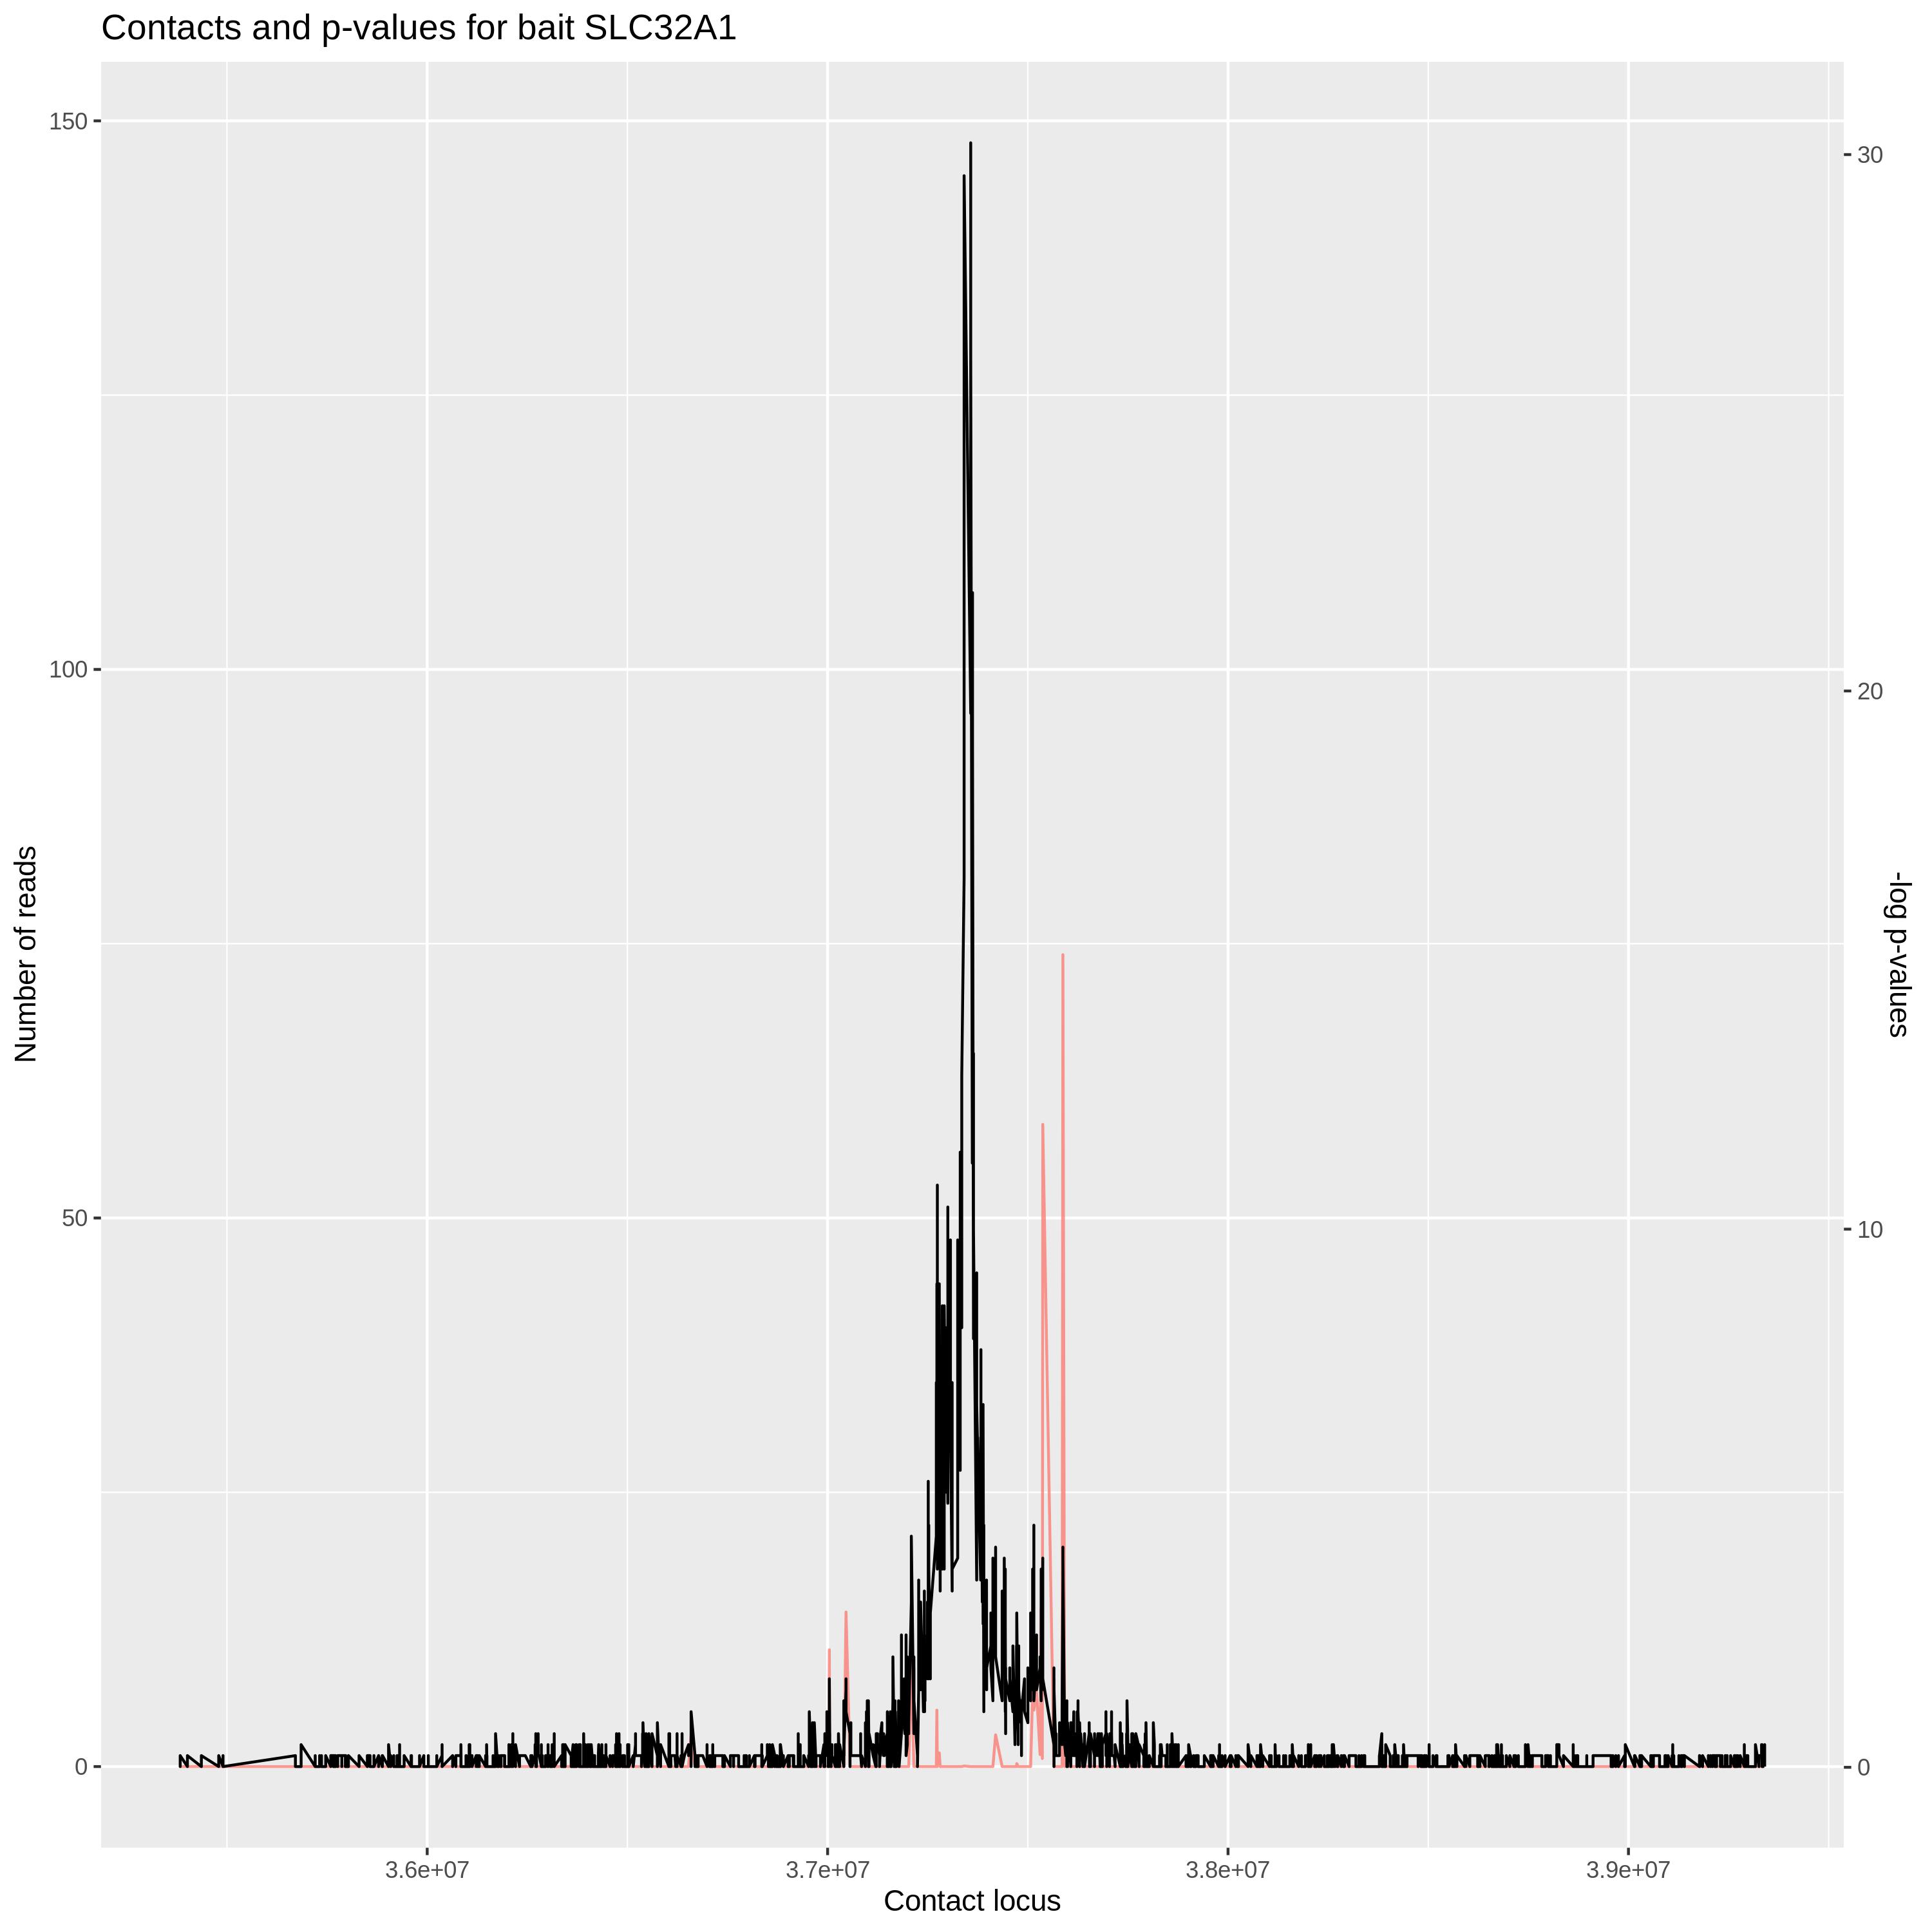 Contacts and p-values for bait SLC32A1
150
100
50
0
Number of reads
30
20
10
0
-log p-values
3.6e+07
3.7e+07
3.8e+07
3.9e+07
Contact locus